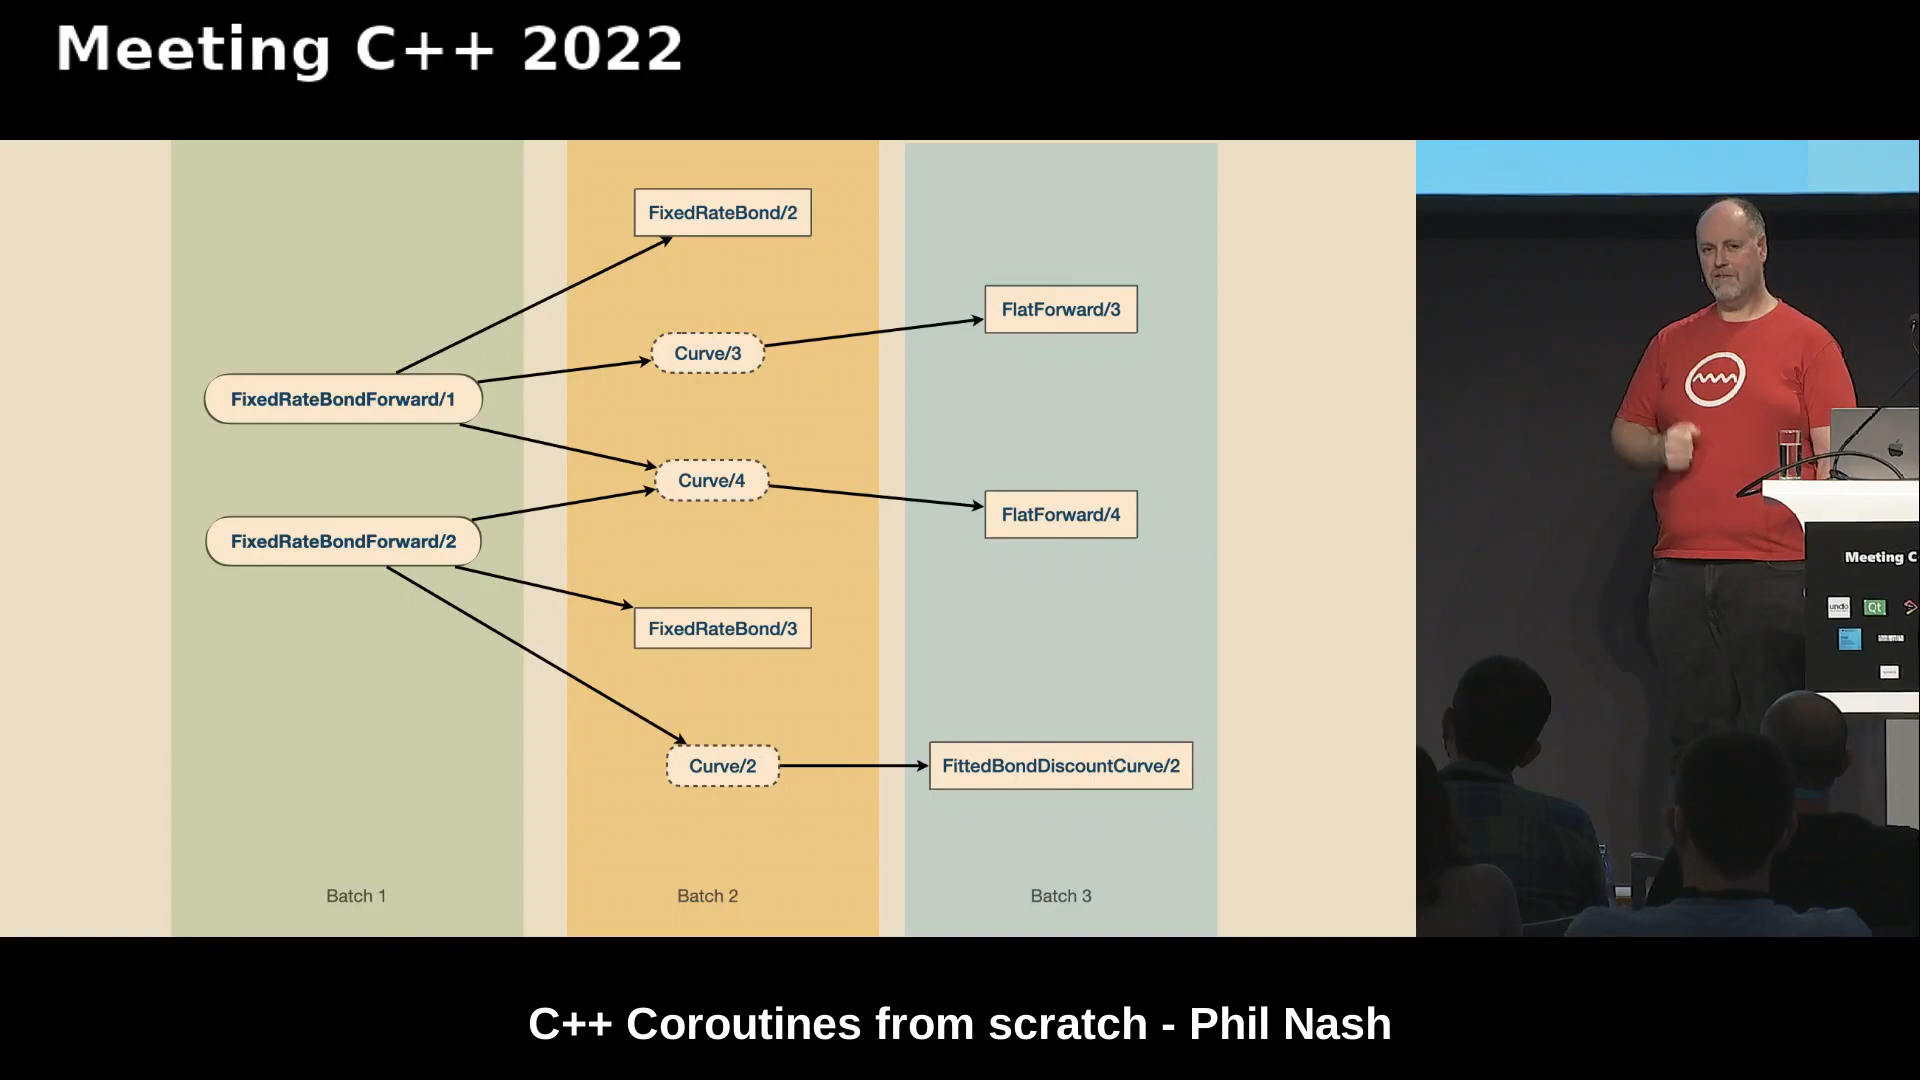 Meeting C++ 2022
FixedRateBond/2
FlatForward/3
Curve/3
FixedRateBondForward/1
Curve/4
FlatForward/4
FixedRateBondForward/2
FixedRateBond/3
Curve/2
FittedBondDiscountCurve/2
Batch 1
Batch 2
Batch 3
Meeting C
undo
Qt
C++ Coroutines from scratch - Phil Nash